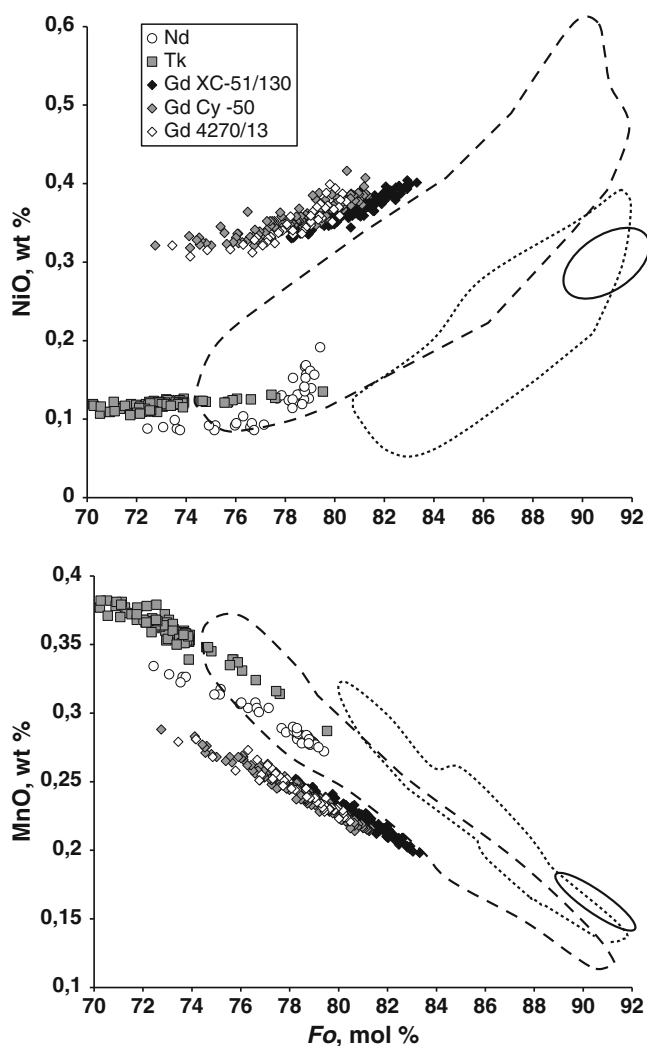 0,6
0,5
0,4
0,3
0,2
0,1
0
NiO, wt %
Nd
Tk
Gd XC-51/130
Gd Cy -50
Gd 4270/13
70 72 74 76 78 80 82 84 86 88 90 92
0,4
0,35
0,3
0,25
0,2
0,15
0,1
MnO, wt %
70 72 74 76 78 80 82 84 86 88 90 92
Fo, mol %